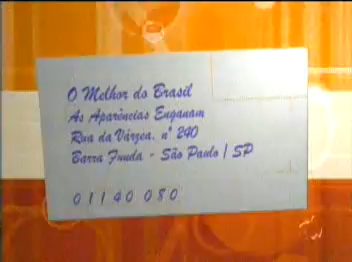 O Melhor do Brasil
As Aparências Enganam
Rua da Várzea, nº 240
Barra Funda - São Paulo / SP
01140 080